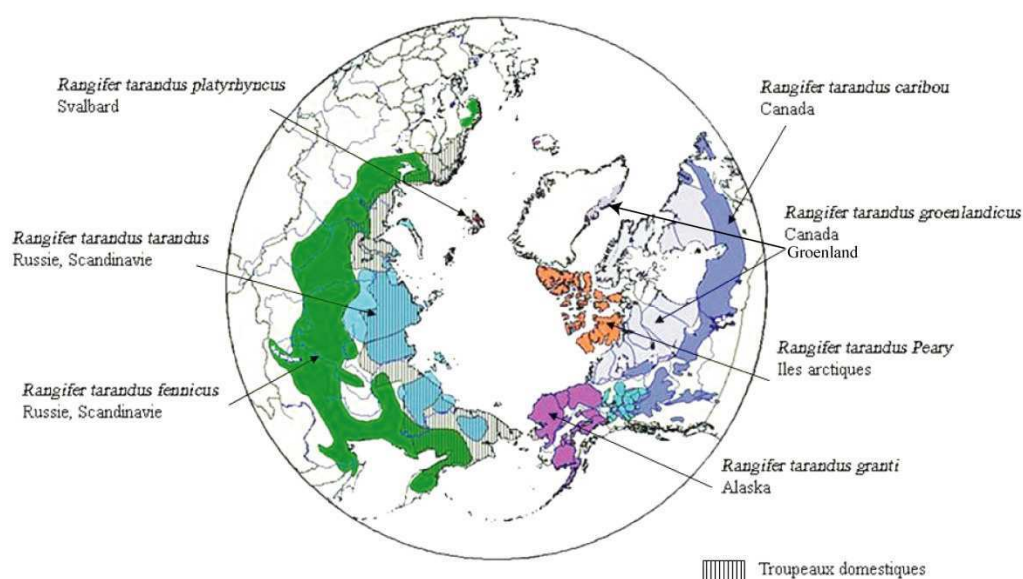 Rangifer tarandus platyrhyncus
Svalbard
Rangifer tarandus tarandus
Russie, Scandinavie
Rangifer tarandus fennicus
Russie, Scandinavie
Rangifer tarandus caribou
Canada
Rangifer tarandus groenlandicus
Canada
Groenland
Rangifer tarandus Peary
Iles arctiques
Rangifer tarandus granti
Alaska
Troupeaux domestiques